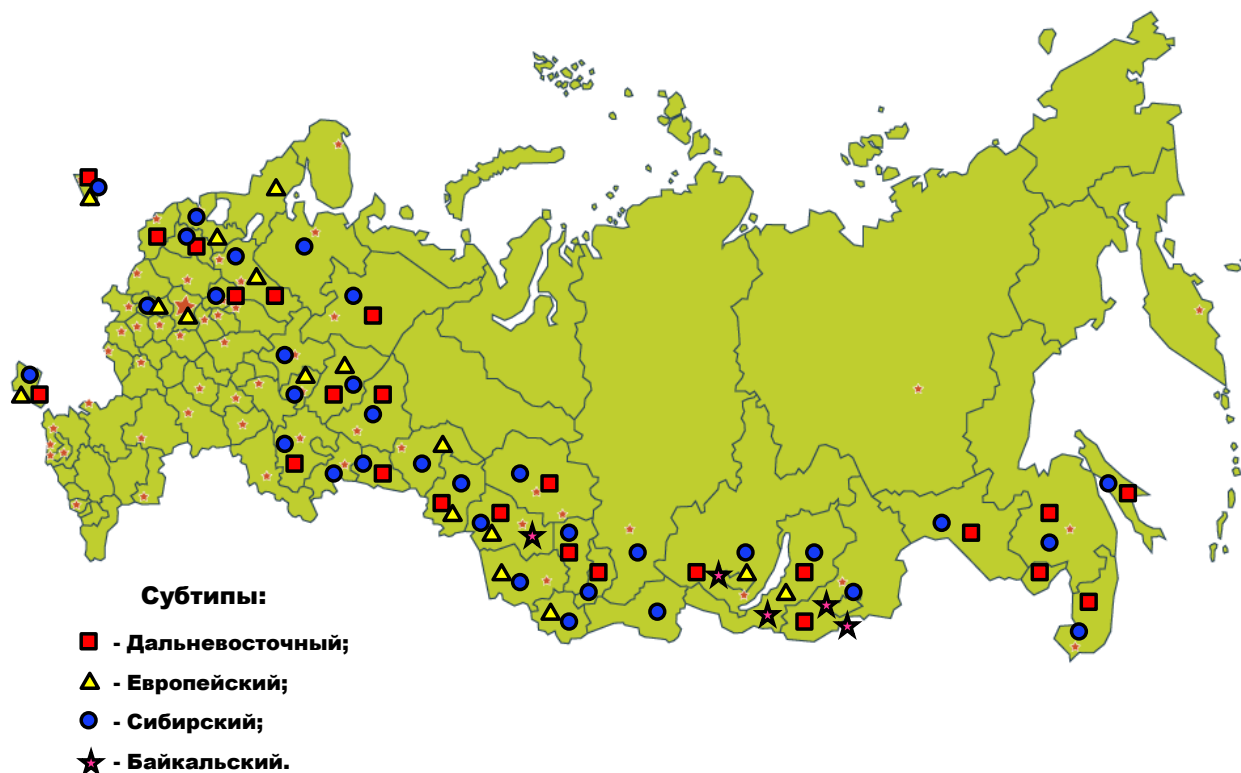 Субтипы:
- Дальневосточный;
- Европейский;
- Сибирский;
- Байкальский.